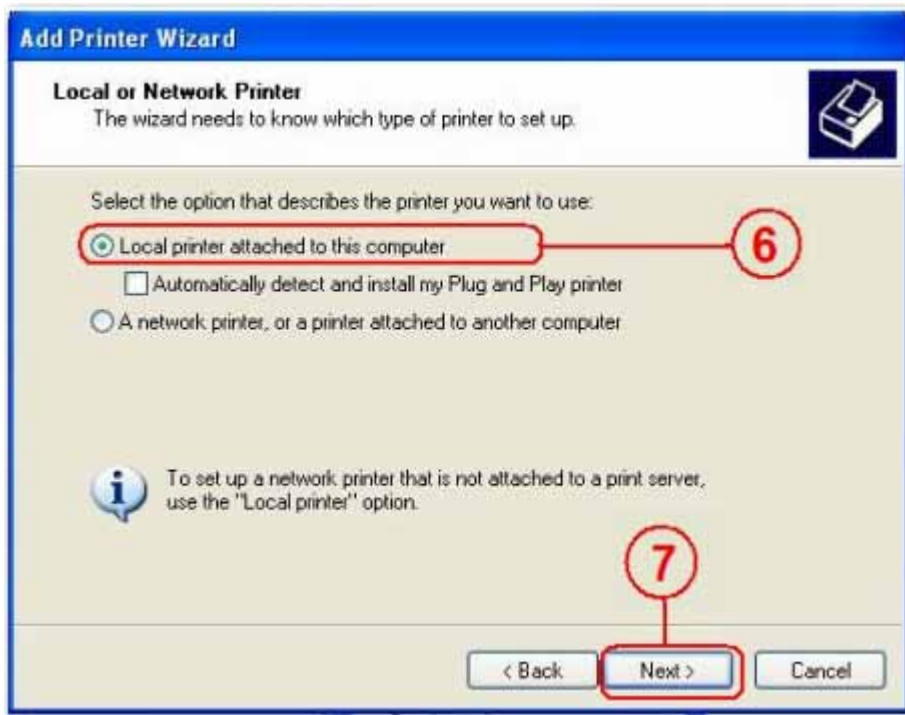 Add Printer Wizard
Local or Network Printer
The wizard needs to know which type of printer to set up.
Select the option that describes the printer you want to use:
Local printer attached to this computer
6
Automatically detect and install my Plug and Play printer
A network printer, or a printer attached to another computer
To set up a network printer that is not attached to a print server,
use the "Local printer" option.
7
< Back Next > Cancel